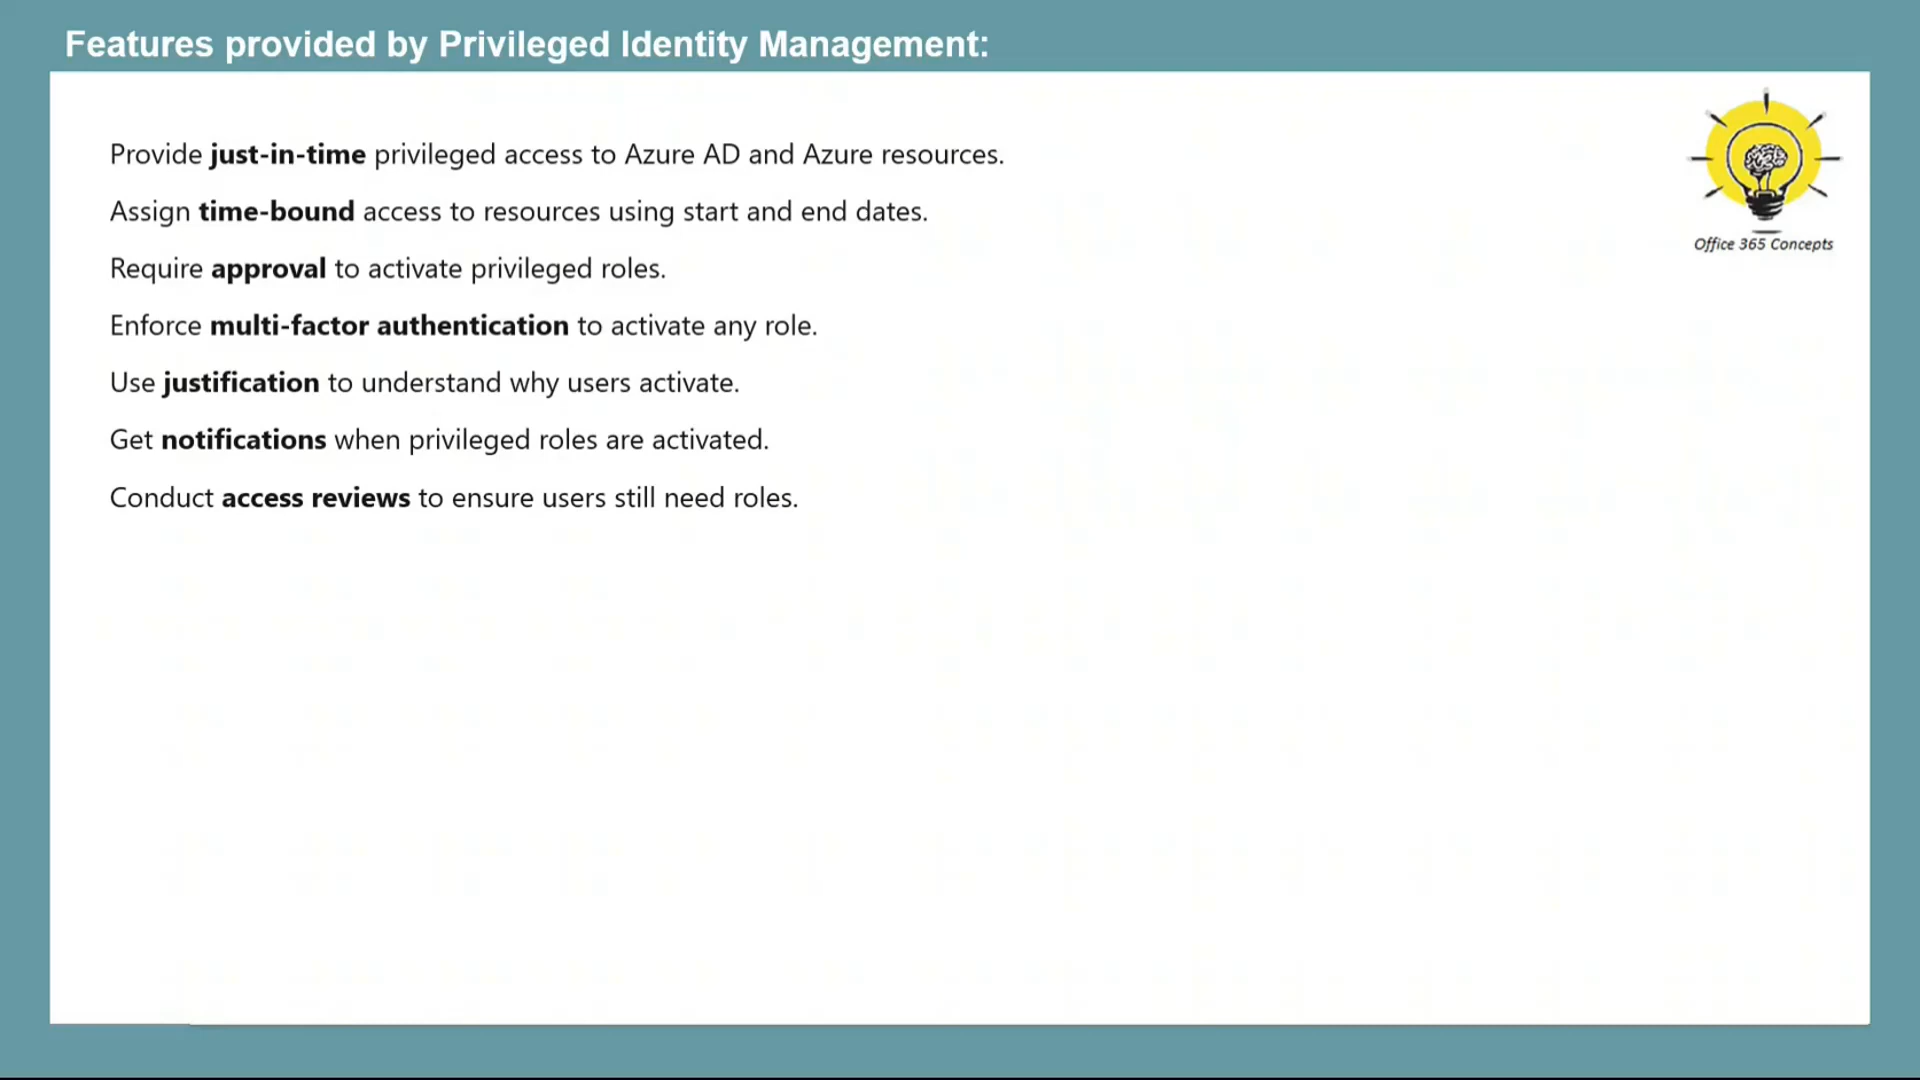 Features provided by Privileged Identity Management:
Provide just-in-time privileged access to Azure AD and Azure resources.
Assign time-bound access to resources using start and end dates.
Require approval to activate privileged roles.
Enforce multi-factor authentication to activate any role.
Use justification to understand why users activate.
Get notifications when privileged roles are activated.
Conduct access reviews to ensure users still need roles.
Office 365 Concepts